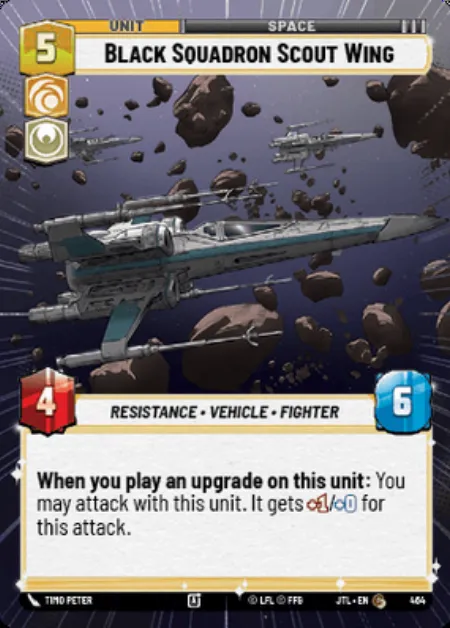 UNIT
SPACE
5
BLACK SQUADRON SCOUT WING
4
RESISTANCE • VEHICLE • FIGHTER
6
When you play an upgrade on this unit: You
may attack with this unit. It gets +1/+0 for
this attack.
TIMO PETER
© LFL © FFG
JTL • EN
464